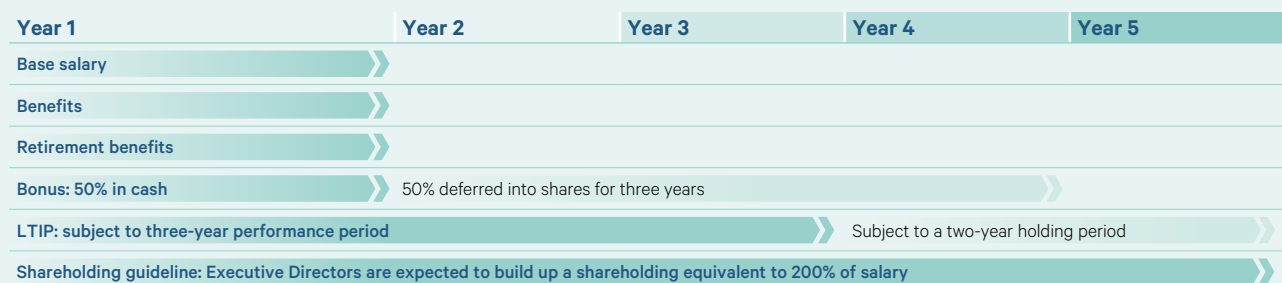 Year 1 Year 2 Year 3 Year 4 Year 5
Base salary
Benefits
Retirement benefits
Bonus: 50% in cash 50% deferred into shares for three years
LTIP: subject to three-year performance period Subject to a two-year holding period
Shareholding guideline: Executive Directors are expected to build up a shareholding equivalent to 200% of salary